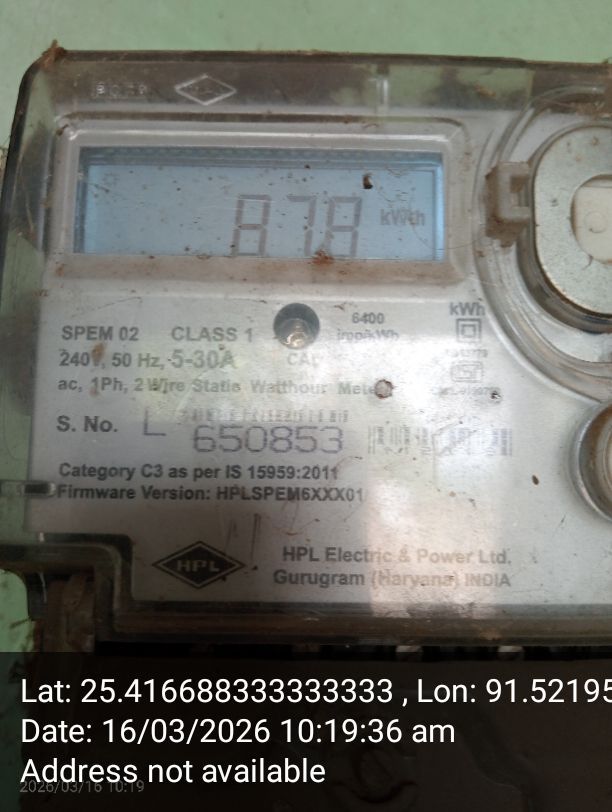 878 kWh
6400
imp/kWh
kWh
SPEM 02 CLASS 1
240V, 50 Hz, 5-30A CAT
ac, 1Ph, 2 Wire Static Watthour Meter
S. No. L 650853
Category C3 as per IS 15959:2011
Firmware Version: HPLSPEM6XXX01
HPL
HPL Electric & Power Ltd.
Gurugram (Haryana) INDIA
Lat: 25.416688333333333 , Lon: 91.52195
Date: 16/03/2026 10:19:36 am
Address not available
2026/03/16 10:19